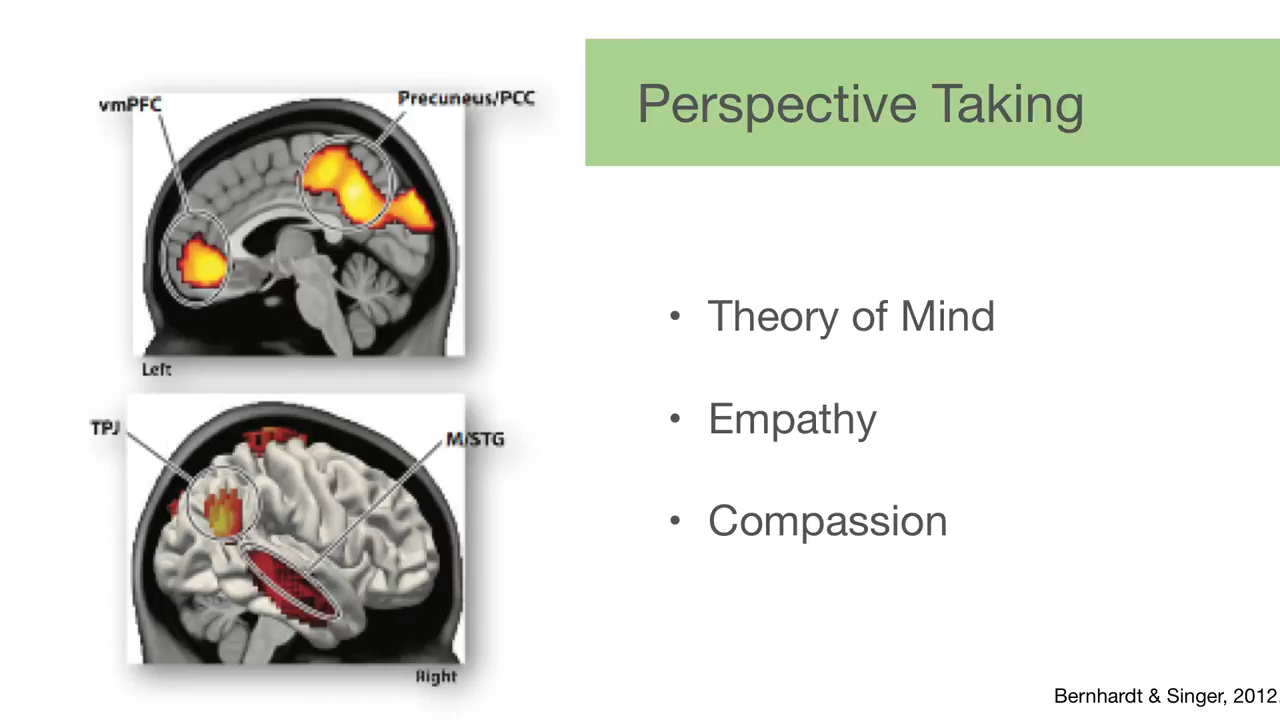 vmPFC
Precuneus/PCC
Left
TPJ
M/STG
Right
Perspective Taking
• Theory of Mind
• Empathy
• Compassion
Bernhardt & Singer, 2012.